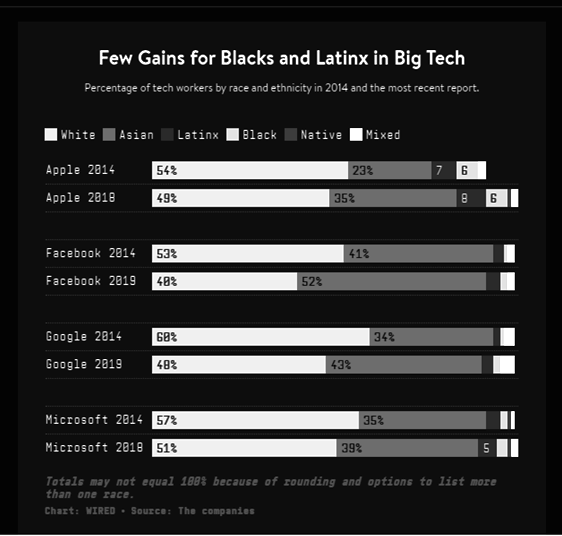 Few Gains for Blacks and Latinx in Big Tech
Percentage of tech workers by race and ethnicity in 2014 and the most recent report.
White Asian Latinx Black Native Mixed
Apple 2014 54% 23% 7 6
Apple 2018 49% 35% 8 6
Facebook 2014 53% 41%
Facebook 2019 40% 52%
Google 2014 60% 34%
Google 2019 48% 43%
Microsoft 2014 57% 35%
Microsoft 2018 51% 39% 5
Totals may not equal 100% because of rounding and options to list more
than one race.
Chart: WIRED • Source: The companies